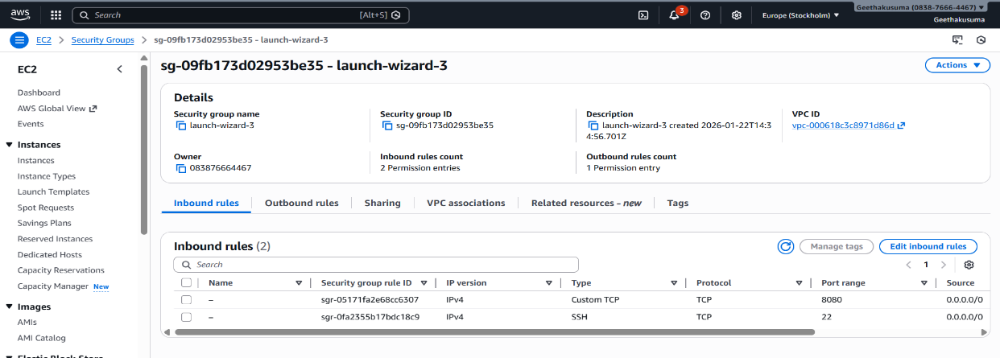 aws Search [Alt+S] 3 Europe (Stockholm) Geethakusuma (0838-7666-4467)
Geethakusuma
EC2 > Security Groups > sg-09fb173d02953be35 - launch-wizard-3
EC2
Dashboard
AWS Global View
Events
Instances
Instances
Instance Types
Launch Templates
Spot Requests
Savings Plans
Reserved Instances
Dedicated Hosts
Capacity Reservations
Capacity Manager New
Images
AMIs
AMI Catalog
Elastic Block Store
sg-09fb173d02953be35 - launch-wizard-3
Actions
Details
Security group name
launch-wizard-3
Security group ID
sg-09fb173d02953be35
Description
launch-wizard-3 created 2026-01-22T14:3
4:56.701Z
VPC ID
vpc-000618c3c8971d86d
Owner
083876664467
Inbound rules count
2 Permission entries
Outbound rules count
1 Permission entry
Inbound rules Outbound rules Sharing VPC associations Related resources - new Tags
Inbound rules (2)
Manage tags Edit inbound rules
Search
1
Name Security group rule ID IP version Type Protocol Port range Source
– sgr-05171fa2e68cc6307 IPv4 Custom TCP TCP 8080 0.0.0.0/0
– sgr-0fa2355b17bdc18c9 IPv4 SSH TCP 22 0.0.0.0/0